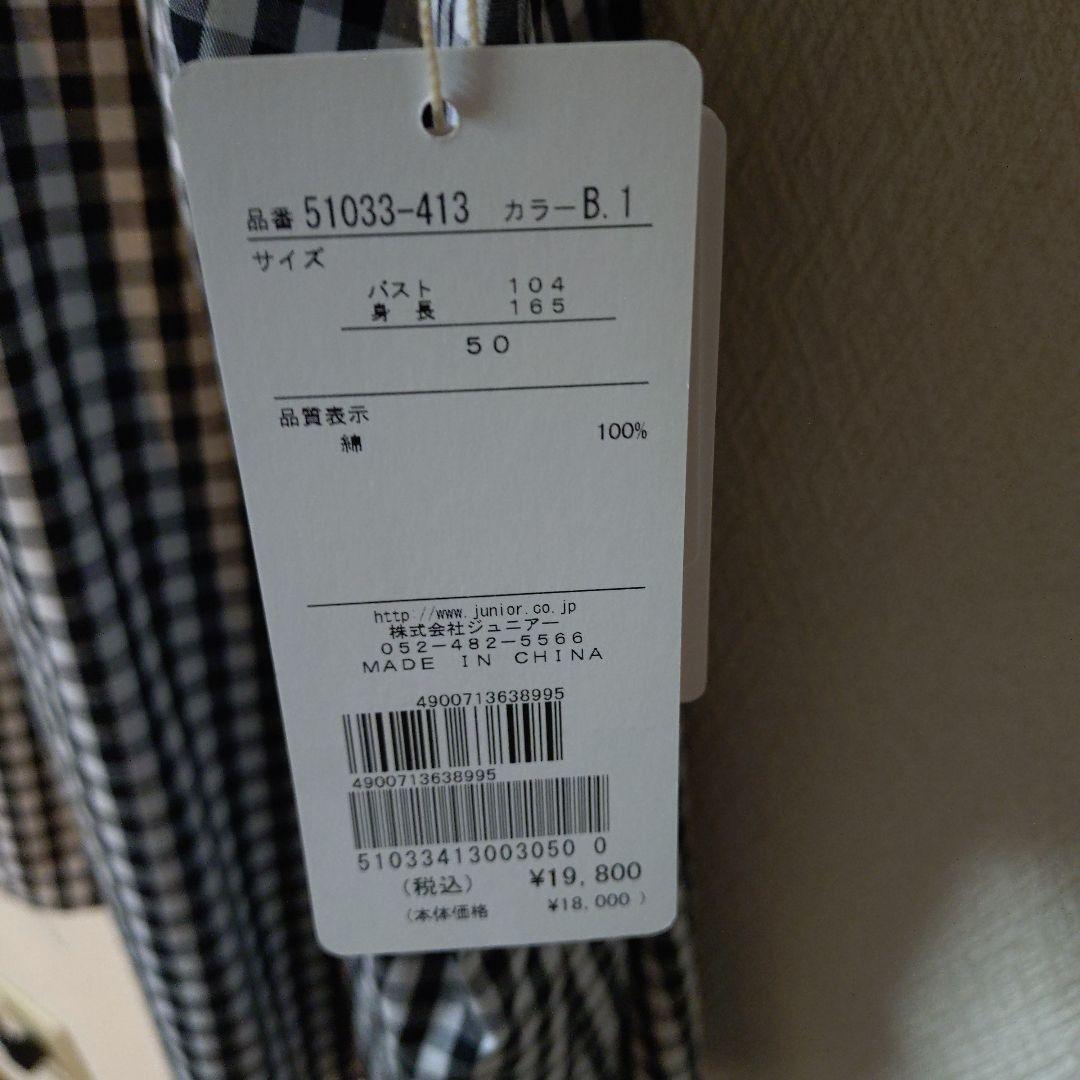 品番 51033-413 カラーB.1
サイズ
バスト 104
身長 165
50
品質表示
綿 100%
http://www.junior.co.jp
株式会社ジュニアー
052-482-5566
MADE IN CHINA
4900713638995
4900713638995
51033413003050 0
(税込) ¥19,800
(本体価格 ¥18,000)